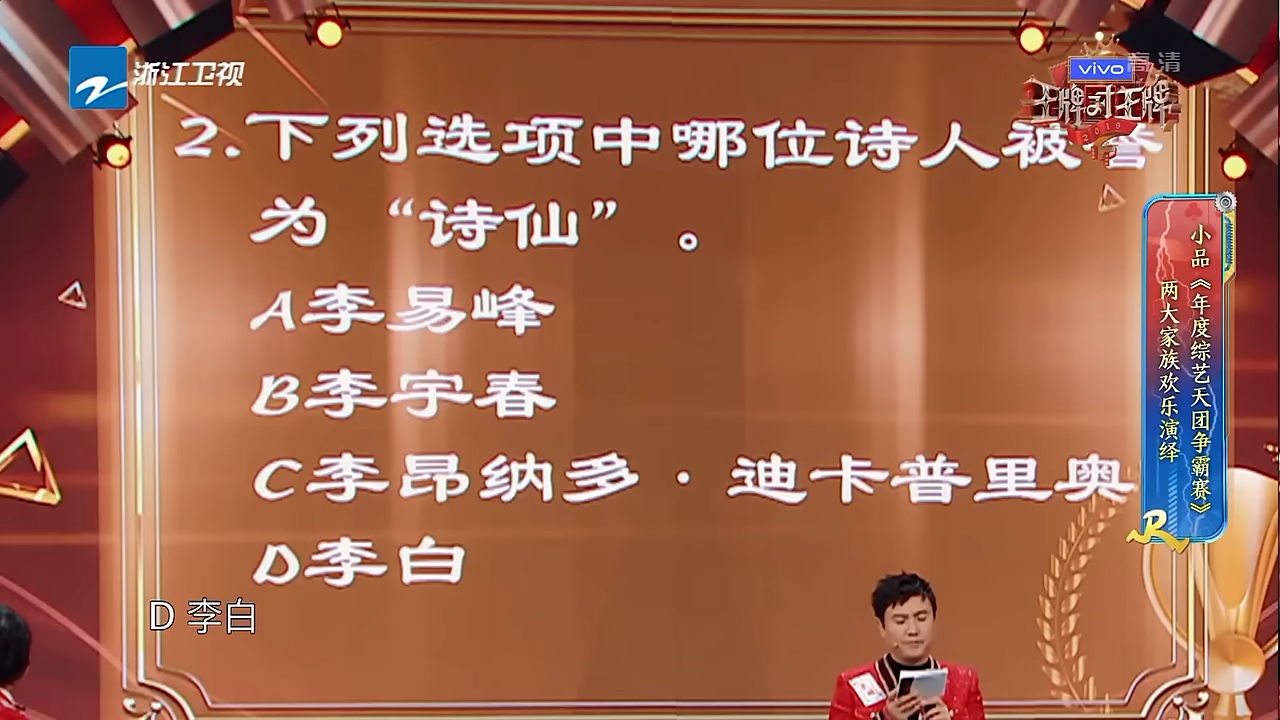 浙江卫视
高清
vivo
王牌对王牌
2019
2.下列选项中哪位诗人被誉
为“诗仙”。
A李易峰
B李宇春
C李昂纳多·迪卡普里奥
D李白
小品《年度综艺天团争霸赛》
两大家族欢乐演绎
R
D 李白